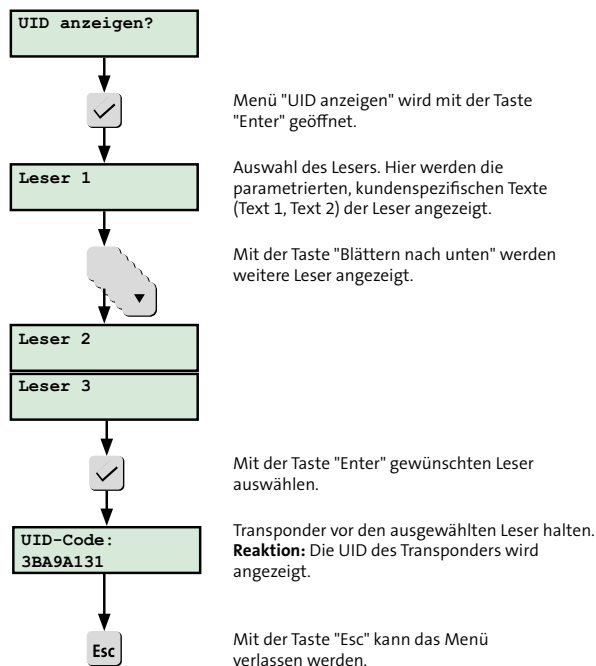 UID anzeigen?
Menü "UID anzeigen" wird mit der Taste
"Enter" geöffnet.
Leser 1
Auswahl des Lesers. Hier werden die
parametrierten, kundenspezifischen Texte
(Text 1, Text 2) der Leser angezeigt.
Mit der Taste "Blättern nach unten" werden
weitere Leser angezeigt.
Leser 2
Leser 3
Mit der Taste "Enter" gewünschten Leser
auswählen.
UID-Code:
3BA9A131
Transponder vor den ausgewählten Leser halten.
Reaktion: Die UID des Transponders wird
angezeigt.
Esc
Mit der Taste "Esc" kann das Menü
verlassen werden.